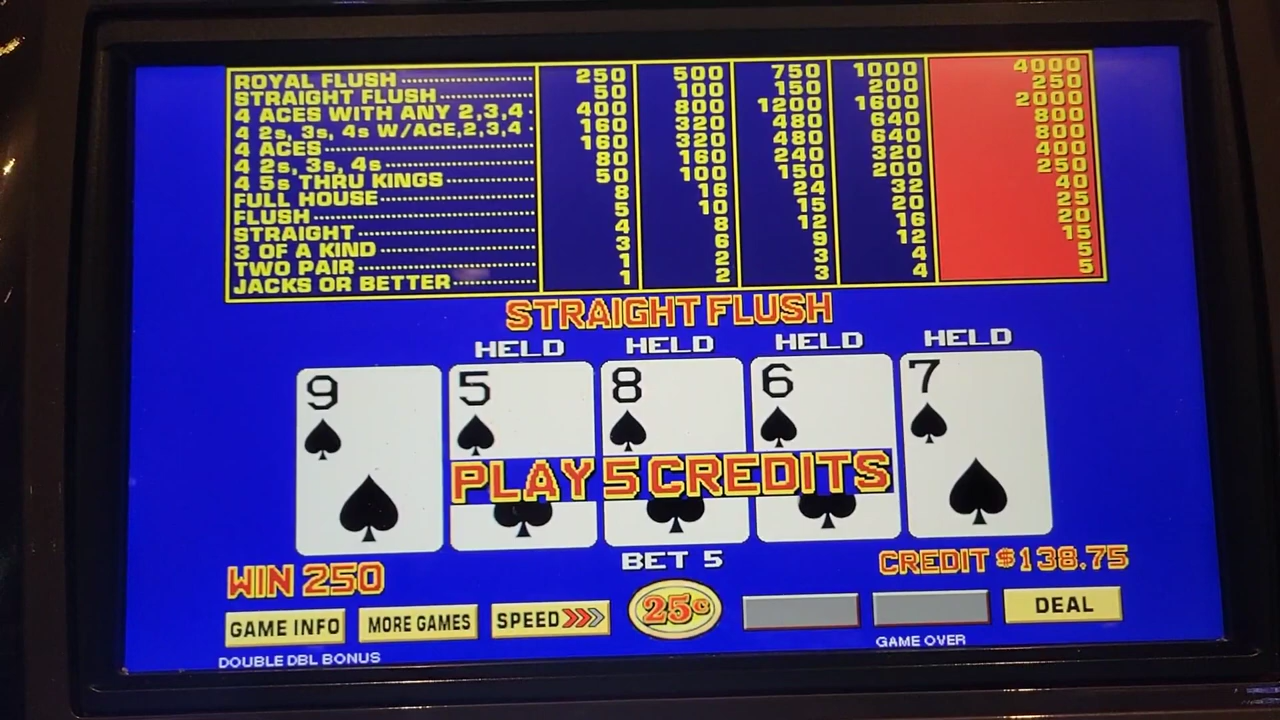 ROYAL FLUSH 250 500 750 1000 4000
STRAIGHT FLUSH 50 100 150 200 250
4 ACES WITH ANY 2,3,4 400 800 1200 1600 2000
4 2s, 3s, 4s W/ACE,2,3,4 160 320 480 640 800
4 ACES 160 320 480 640 800
4 2s, 3s, 4s 80 160 240 320 400
4 5s THRU KINGS 50 100 150 200 250
FULL HOUSE 8 16 24 32 40
FLUSH 5 10 15 20 25
STRAIGHT 4 8 12 16 20
3 OF A KIND 3 6 9 12 15
TWO PAIR 1 2 3 4 5
JACKS OR BETTER 1 2 3 4 5
STRAIGHT FLUSH
HELD HELD HELD HELD
9 5 8 6 7
PLAY 5 CREDITS
BET 5
WIN 250
CREDIT $138.75
GAME INFO MORE GAMES SPEED 25¢ DEAL
DOUBLE DBL BONUS
GAME OVER